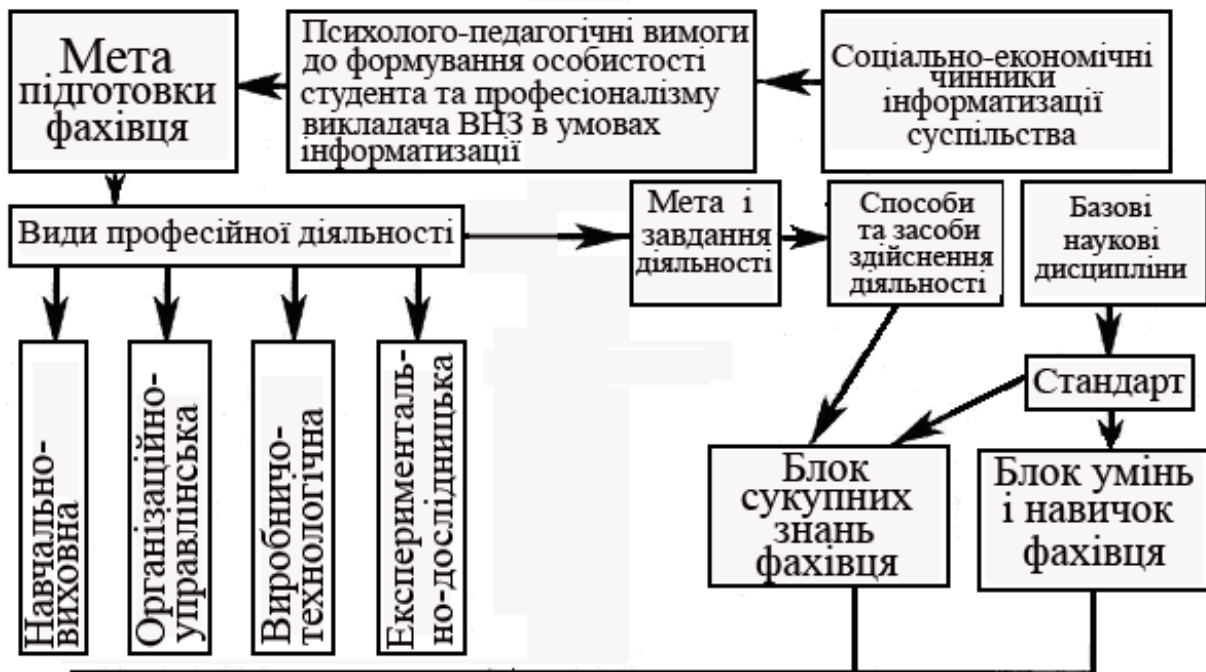 Мета
підготовки
фахівця
Психолого-педагогічні вимоги
до формування особистості
студента та професіоналізму
викладача ВНЗ в умовах
інформатизації
Соціально-економічні
чинники
інформатизації
суспільства
Види професійної діяльності
Мета і
завдання
діяльності
Способи
та засоби
здійснення
діяльності
Базові
наукові
дисципліни
Навчально-
виховна
Організаційно-
управлінська
Виробничо-
технологічна
Експерименталь-
но-дослідницька
Стандарт
Блок
сукупних
знань
фахівця
Блок умінь
і навичок
фахівця